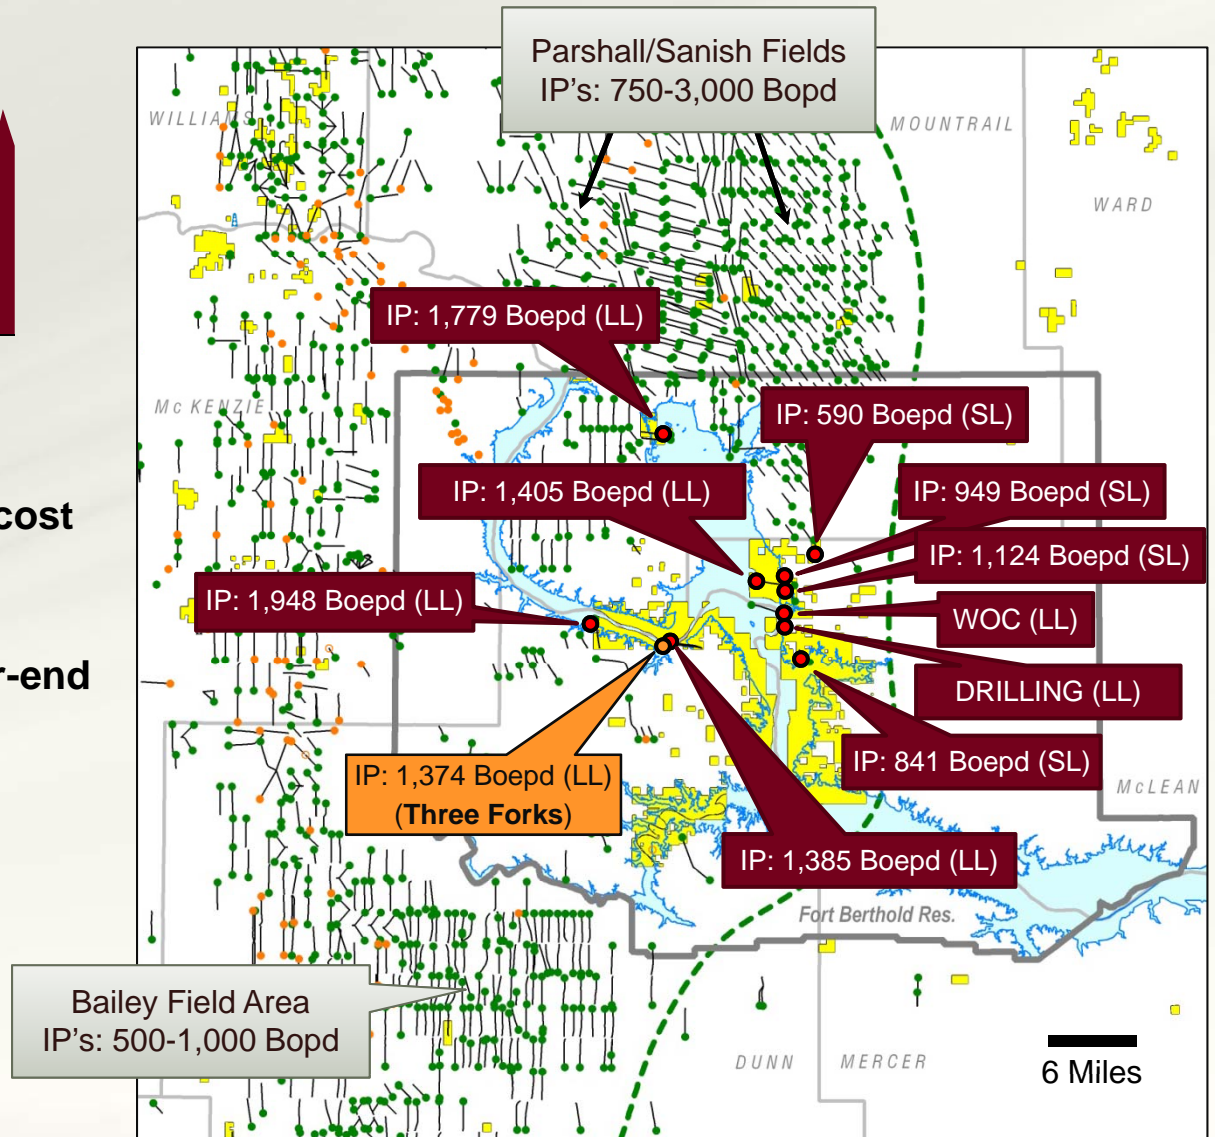 Parshall/Sanish Fields
IP's: 750-3,000 Bopd
WILLIAMS
MOUNTRAIL
WARD
IP: 1,779 Boepd (LL)
Mc KENZIE
IP: 590 Boepd (SL)
IP: 1,405 Boepd (LL)
IP: 949 Boepd (SL)
cost
IP: 1,124 Boepd (SL)
IP: 1,948 Boepd (LL)
WOC (LL)
r-end
DRILLING (LL)
IP: 841 Boepd (SL)
IP: 1,374 Boepd (LL)
(Three Forks)
McLEAN
IP: 1,385 Boepd (LL)
Fort Berthold Res.
Bailey Field Area
IP's: 500-1,000 Bopd
DUNN
MERCER
6 Miles